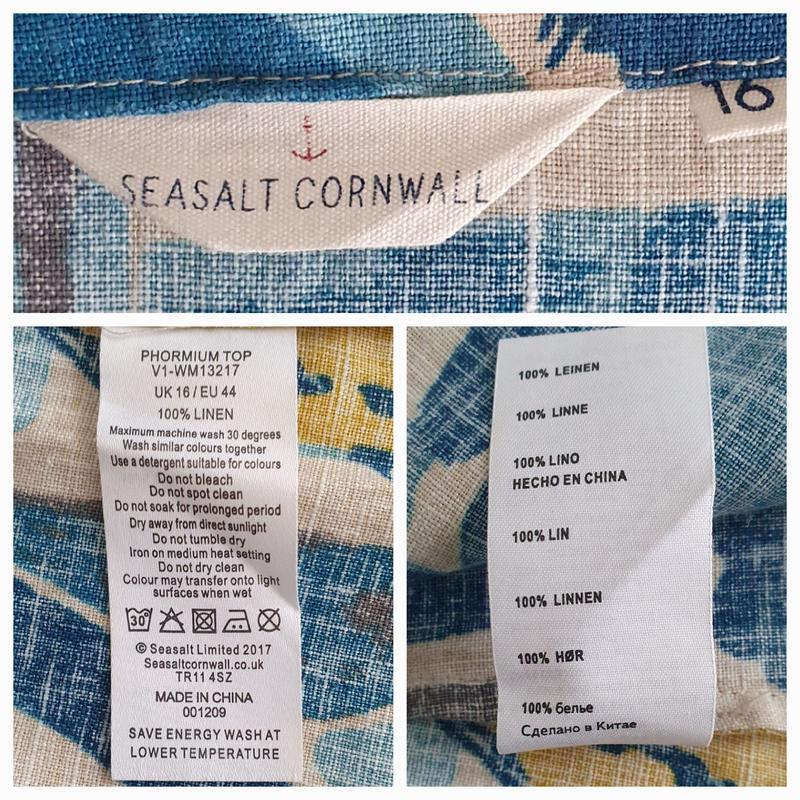 16
SEASALT CORNWALL
PHORMIUM TOP
V1-WM13217
UK 16 / EU 44
100% LINEN
Maximum machine wash 30 degrees
Wash similar colours together
Use a detergent suitable for colours
Do not bleach
Do not spot clean
Do not soak for prolonged period
Dry away from direct sunlight
Do not tumble dry
Iron on medium heat setting
Do not dry clean
Colour may transfer onto light
surfaces when wet
30°
© Seasalt Limited 2017
Seasaltcornwall.co.uk
TR11 4SZ
MADE IN CHINA
001209
SAVE ENERGY WASH AT
LOWER TEMPERATURE
100% LEINEN
100% LINNE
100% LINO
HECHO EN CHINA
100% LIN
100% LINNEN
100% HØR
100% белье
Сделано в Китае